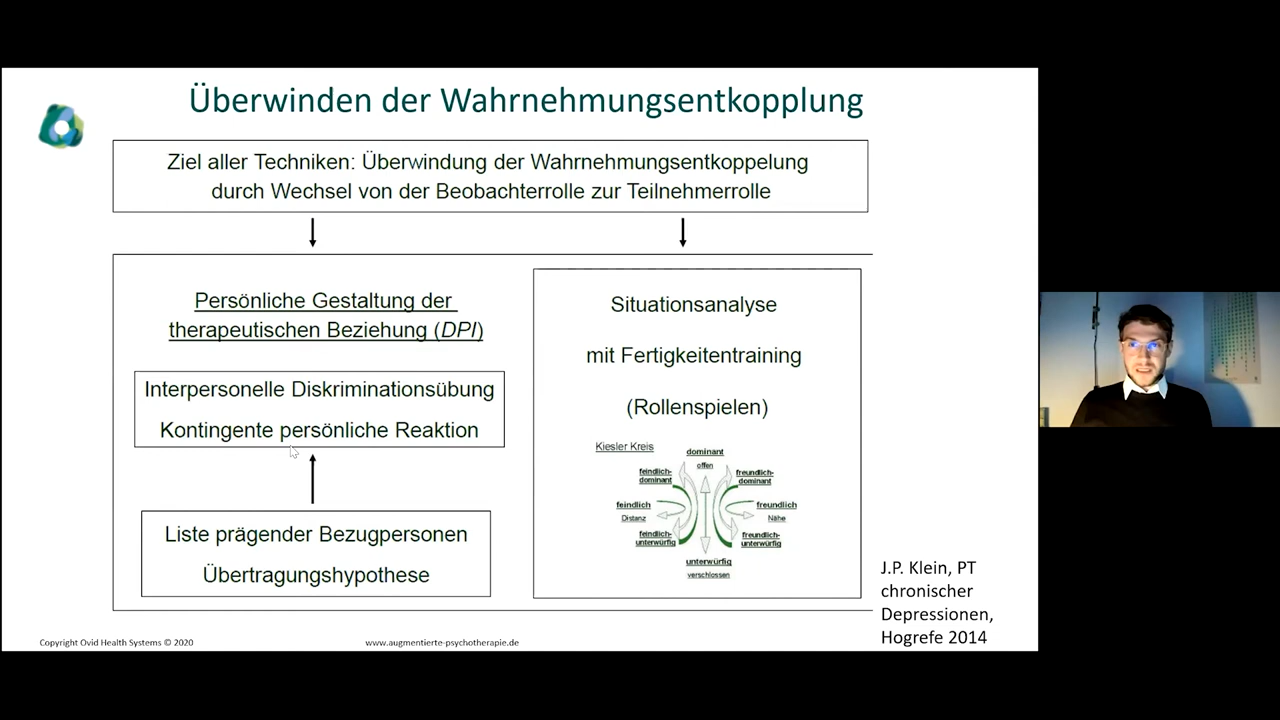 Überwinden der Wahrnehmungsentkopplung
Ziel aller Techniken: Überwindung der Wahrnehmungsentkoppelung
durch Wechsel von der Beobachterrolle zur Teilnehmerrolle
Persönliche Gestaltung der
therapeutischen Beziehung (DPI)
Interpersonelle Diskriminationsübung
Kontingente persönliche Reaktion
Liste prägender Bezugpersonen
Übertragungshypothese
Situationsanalyse
mit Fertigkeitentraining
(Rollenspielen)
Kiesler Kreis
dominant
offen
feindlich-
dominant
freundlich-
dominant
feindlich
Distanz
freundlich
Nähe
feindlich-
unterwürfig
freundlich-
unterwürfig
unterwürfig
verschlossen
J.P. Klein, PT
chronischer
Depressionen,
Hogrefe 2014
Copyright Ovid Health Systems © 2020
www.augmentierte-psychotherapie.de